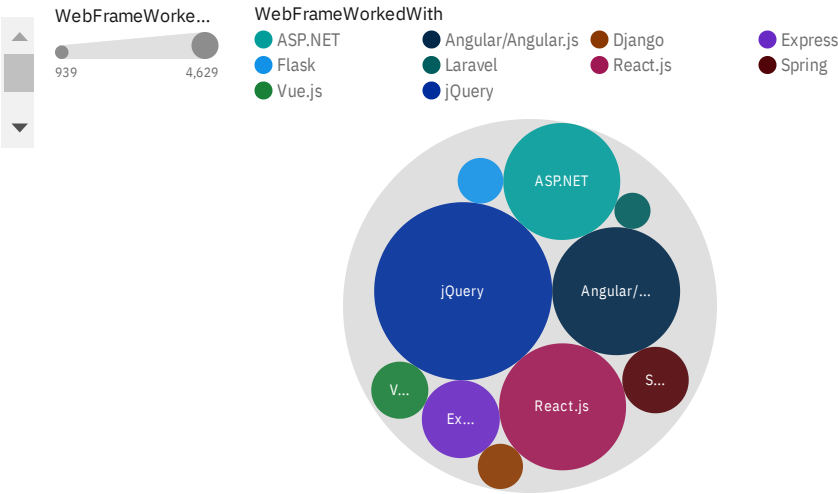 WebFrameWorke...
939
4,629
WebFrameWorkedWith
ASP.NET Angular/Angular.js Django Express
Flask Laravel React.js Spring
Vue.js jQuery
ASP.NET
jQuery
Angular/...
S...
V...
React.js
Ex...